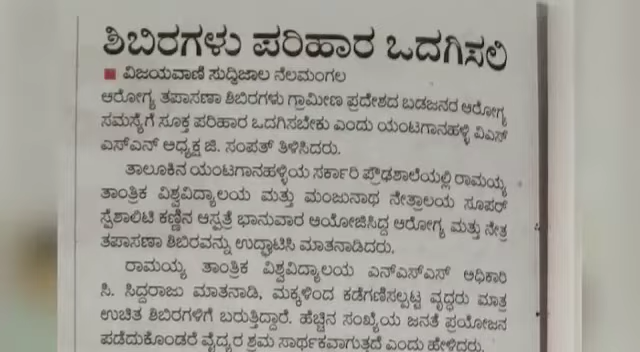 ಶಿಬಿರಗಳು ಪರಿಹಾರ ಒದಗಿಸಲಿ
ವಿಜಯವಾಣಿ ಸುದ್ದಿಜಾಲ ನೆಲಮಂಗಲ
ಆರೋಗ್ಯ ತಪಾಸಣಾ ಶಿಬಿರಗಳು ಗ್ರಾಮೀಣ ಪ್ರದೇಶದ ಬಡಜನರ ಆರೋಗ್ಯ
ಸಮಸ್ಯೆಗೆ ಸೂಕ್ತ ಪರಿಹಾರ ಒದಗಿಸಬೇಕು ಎಂದು ಯಂಟಗಾನಹಳ್ಳಿ ವಿಎಸ್
ಎಸ್‌ಎನ್ ಅಧ್ಯಕ್ಷ ಜಿ. ಸಂಪತ್ ತಿಳಿಸಿದರು.
ತಾಲೂಕಿನ ಯಂಟಗಾನಹಳ್ಳಿಯ ಸರ್ಕಾರಿ ಪ್ರೌಢಶಾಲೆಯಲ್ಲಿ ರಾಮಯ್ಯ
ತಾಂತ್ರಿಕ ವಿಶ್ವವಿದ್ಯಾಲಯ ಮತ್ತು ಮಂಜುನಾಥ ನೇತ್ರಾಲಯ ಸೂಪರ್
ಸ್ಪೆಶಾಲಿಟಿ ಕಣ್ಣಿನ ಆಸ್ಪತ್ರೆ ಭಾನುವಾರ ಆಯೋಜಿಸಿದ್ದ ಆರೋಗ್ಯ ಮತ್ತು ನೇತ್ರ
ತಪಾಸಣಾ ಶಿಬಿರವನ್ನು ಉದ್ಘಾಟಿಸಿ ಮಾತನಾಡಿದರು.
ರಾಮಯ್ಯ ತಾಂತ್ರಿಕ ವಿಶ್ವವಿದ್ಯಾಲಯ ಎನ್‌ಎಸ್‌ಎಸ್ ಅಧಿಕಾರಿ
ಸಿ. ಸಿದ್ದರಾಜು ಮಾತನಾಡಿ, ಮಕ್ಕಳಿಂದ ಕಡೆಗಣಿಸಲ್ಪಟ್ಟ ವೃದ್ಧರು ಮಾತ್ರ
ಉಚಿತ ಶಿಬಿರಗಳಿಗೆ ಬರುತ್ತಿದ್ದಾರೆ. ಹೆಚ್ಚಿನ ಸಂಖ್ಯೆಯ ಜನತೆ ಪ್ರಯೋಜನ
ಪಡೆದುಕೊಂಡರೆ ವೈದ್ಯರ ಶ್ರಮ ಸಾರ್ಥಕವಾಗುತ್ತದೆ ಎಂದು ಹೇಳಿದರು.